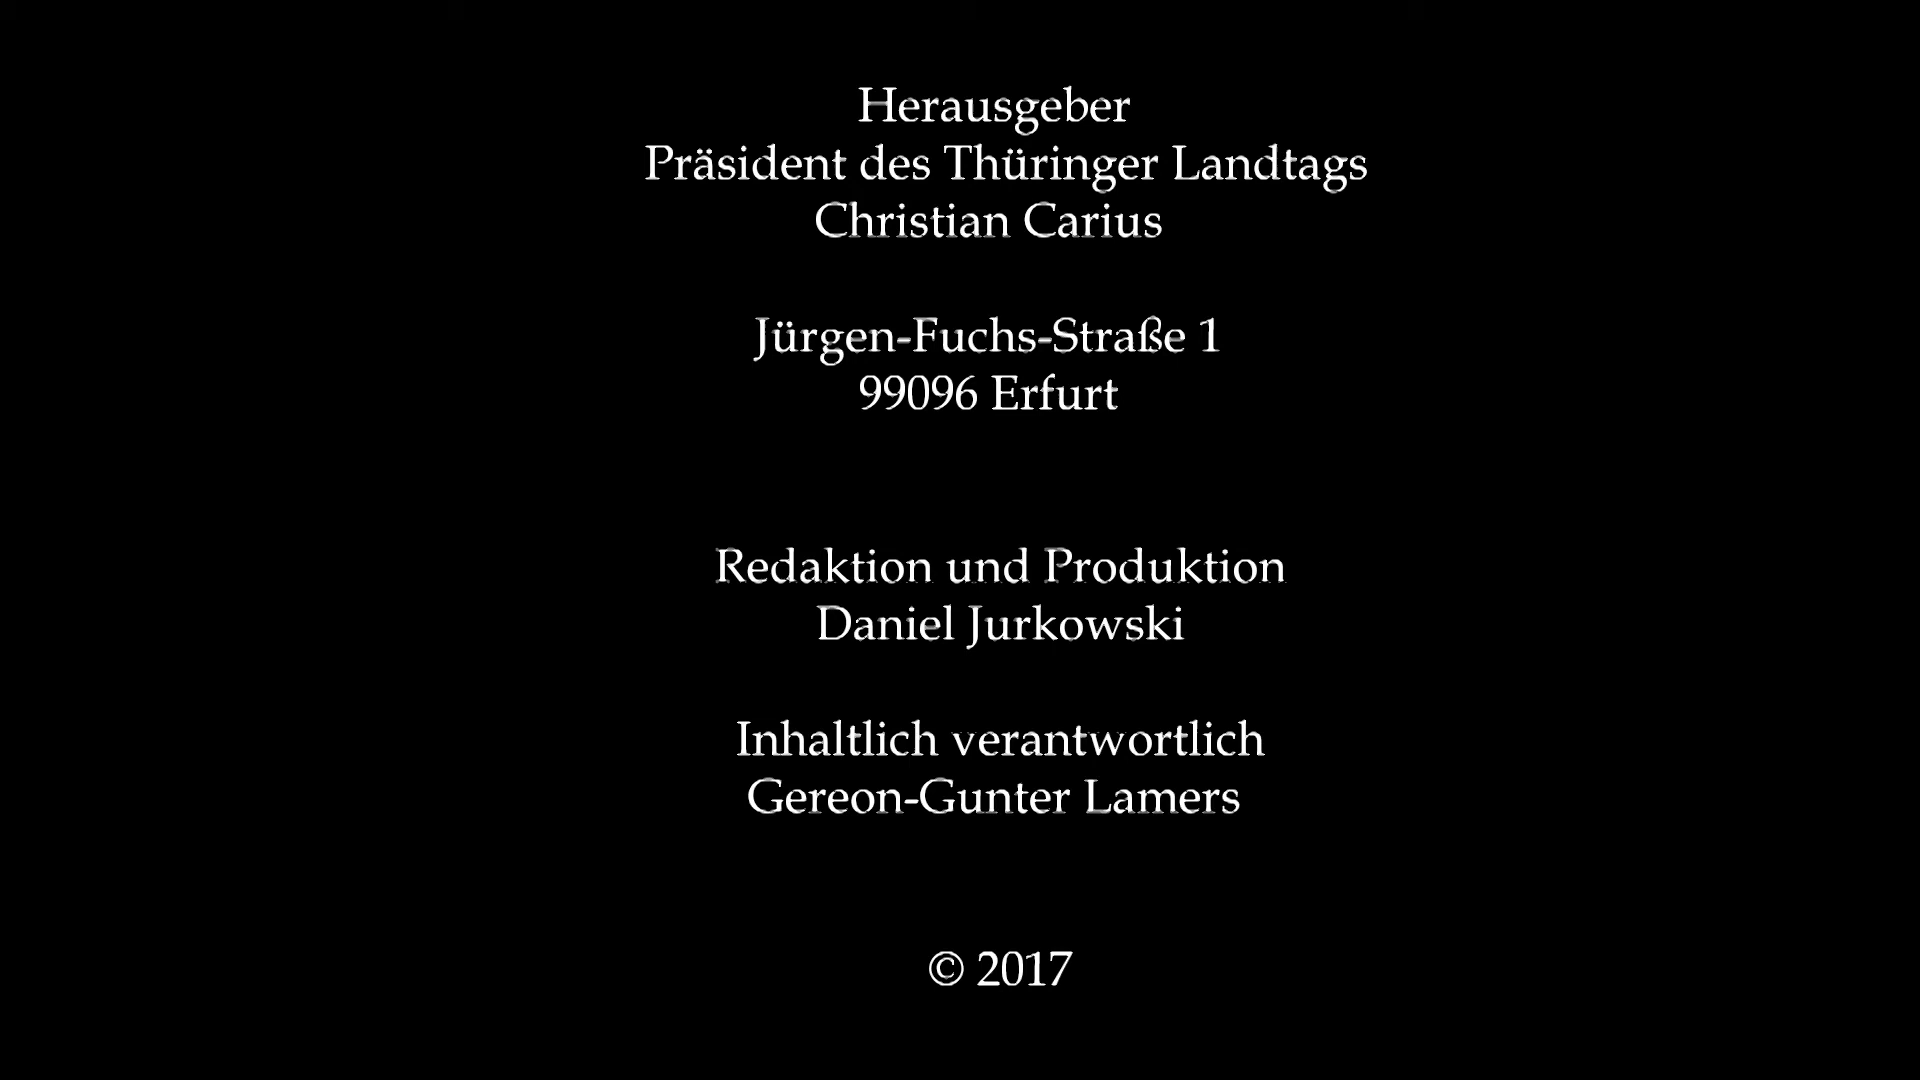 Herausgeber
Präsident des Thüringer Landtags
Christian Carius
Jürgen-Fuchs-Straße 1
99096 Erfurt
Redaktion und Produktion
Daniel Jurkowski
Inhaltlich verantwortlich
Gereon-Gunter Lamers
© 2017